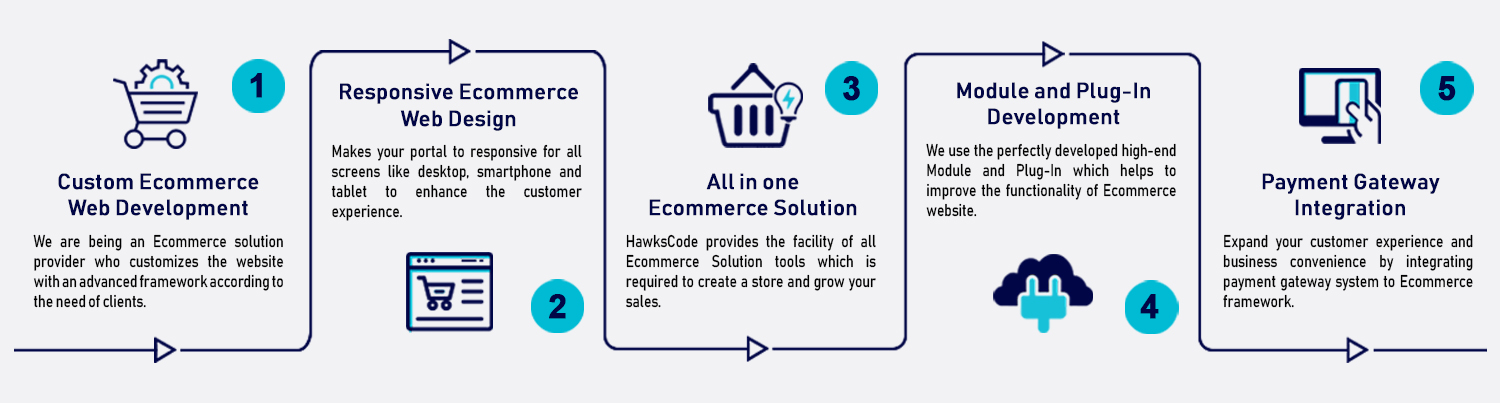 1
Custom Ecommerce
Web Development
We are being an Ecommerce solution
provider who customizes the website
with an advanced framework according to
the need of clients.
Responsive Ecommerce
Web Design
Makes your portal to responsive for all
screens like desktop, smartphone and
tablet to enhance the customer
experience.
2
3
All in one
Ecommerce Solution
HawksCode provides the facility of all
Ecommerce Solution tools which is
required to create a store and grow your
sales.
Module and Plug-In
Development
We use the perfectly developed high-end
Module and Plug-In which helps to
improve the functionality of Ecommerce
website.
4
5
Payment Gateway
Integration
Expand your customer experience and
business convenience by integrating
payment gateway system to Ecommerce
framework.